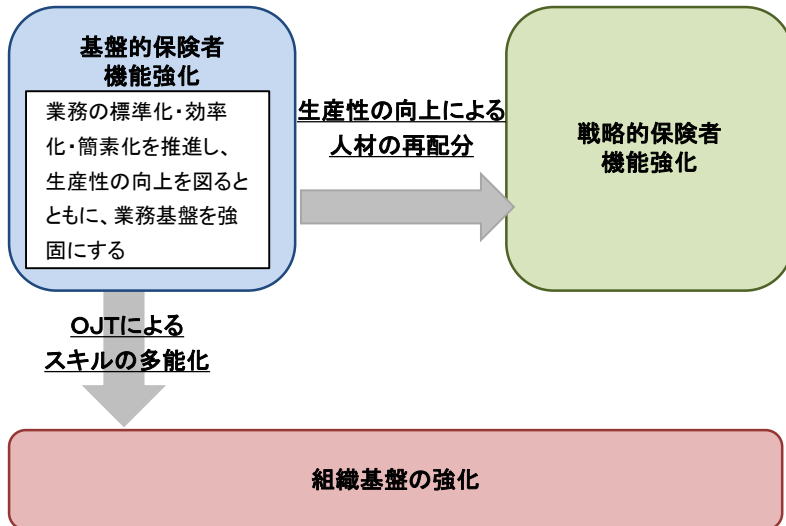 基盤的保険者
機能強化
業務の標準化・効率
化・簡素化を推進し、
生産性の向上を図ると
ともに、業務基盤を強
固にする
生産性の向上による
人材の再配分
戦略的保険者
機能強化
OJTによる
スキルの多能化
組織基盤の強化